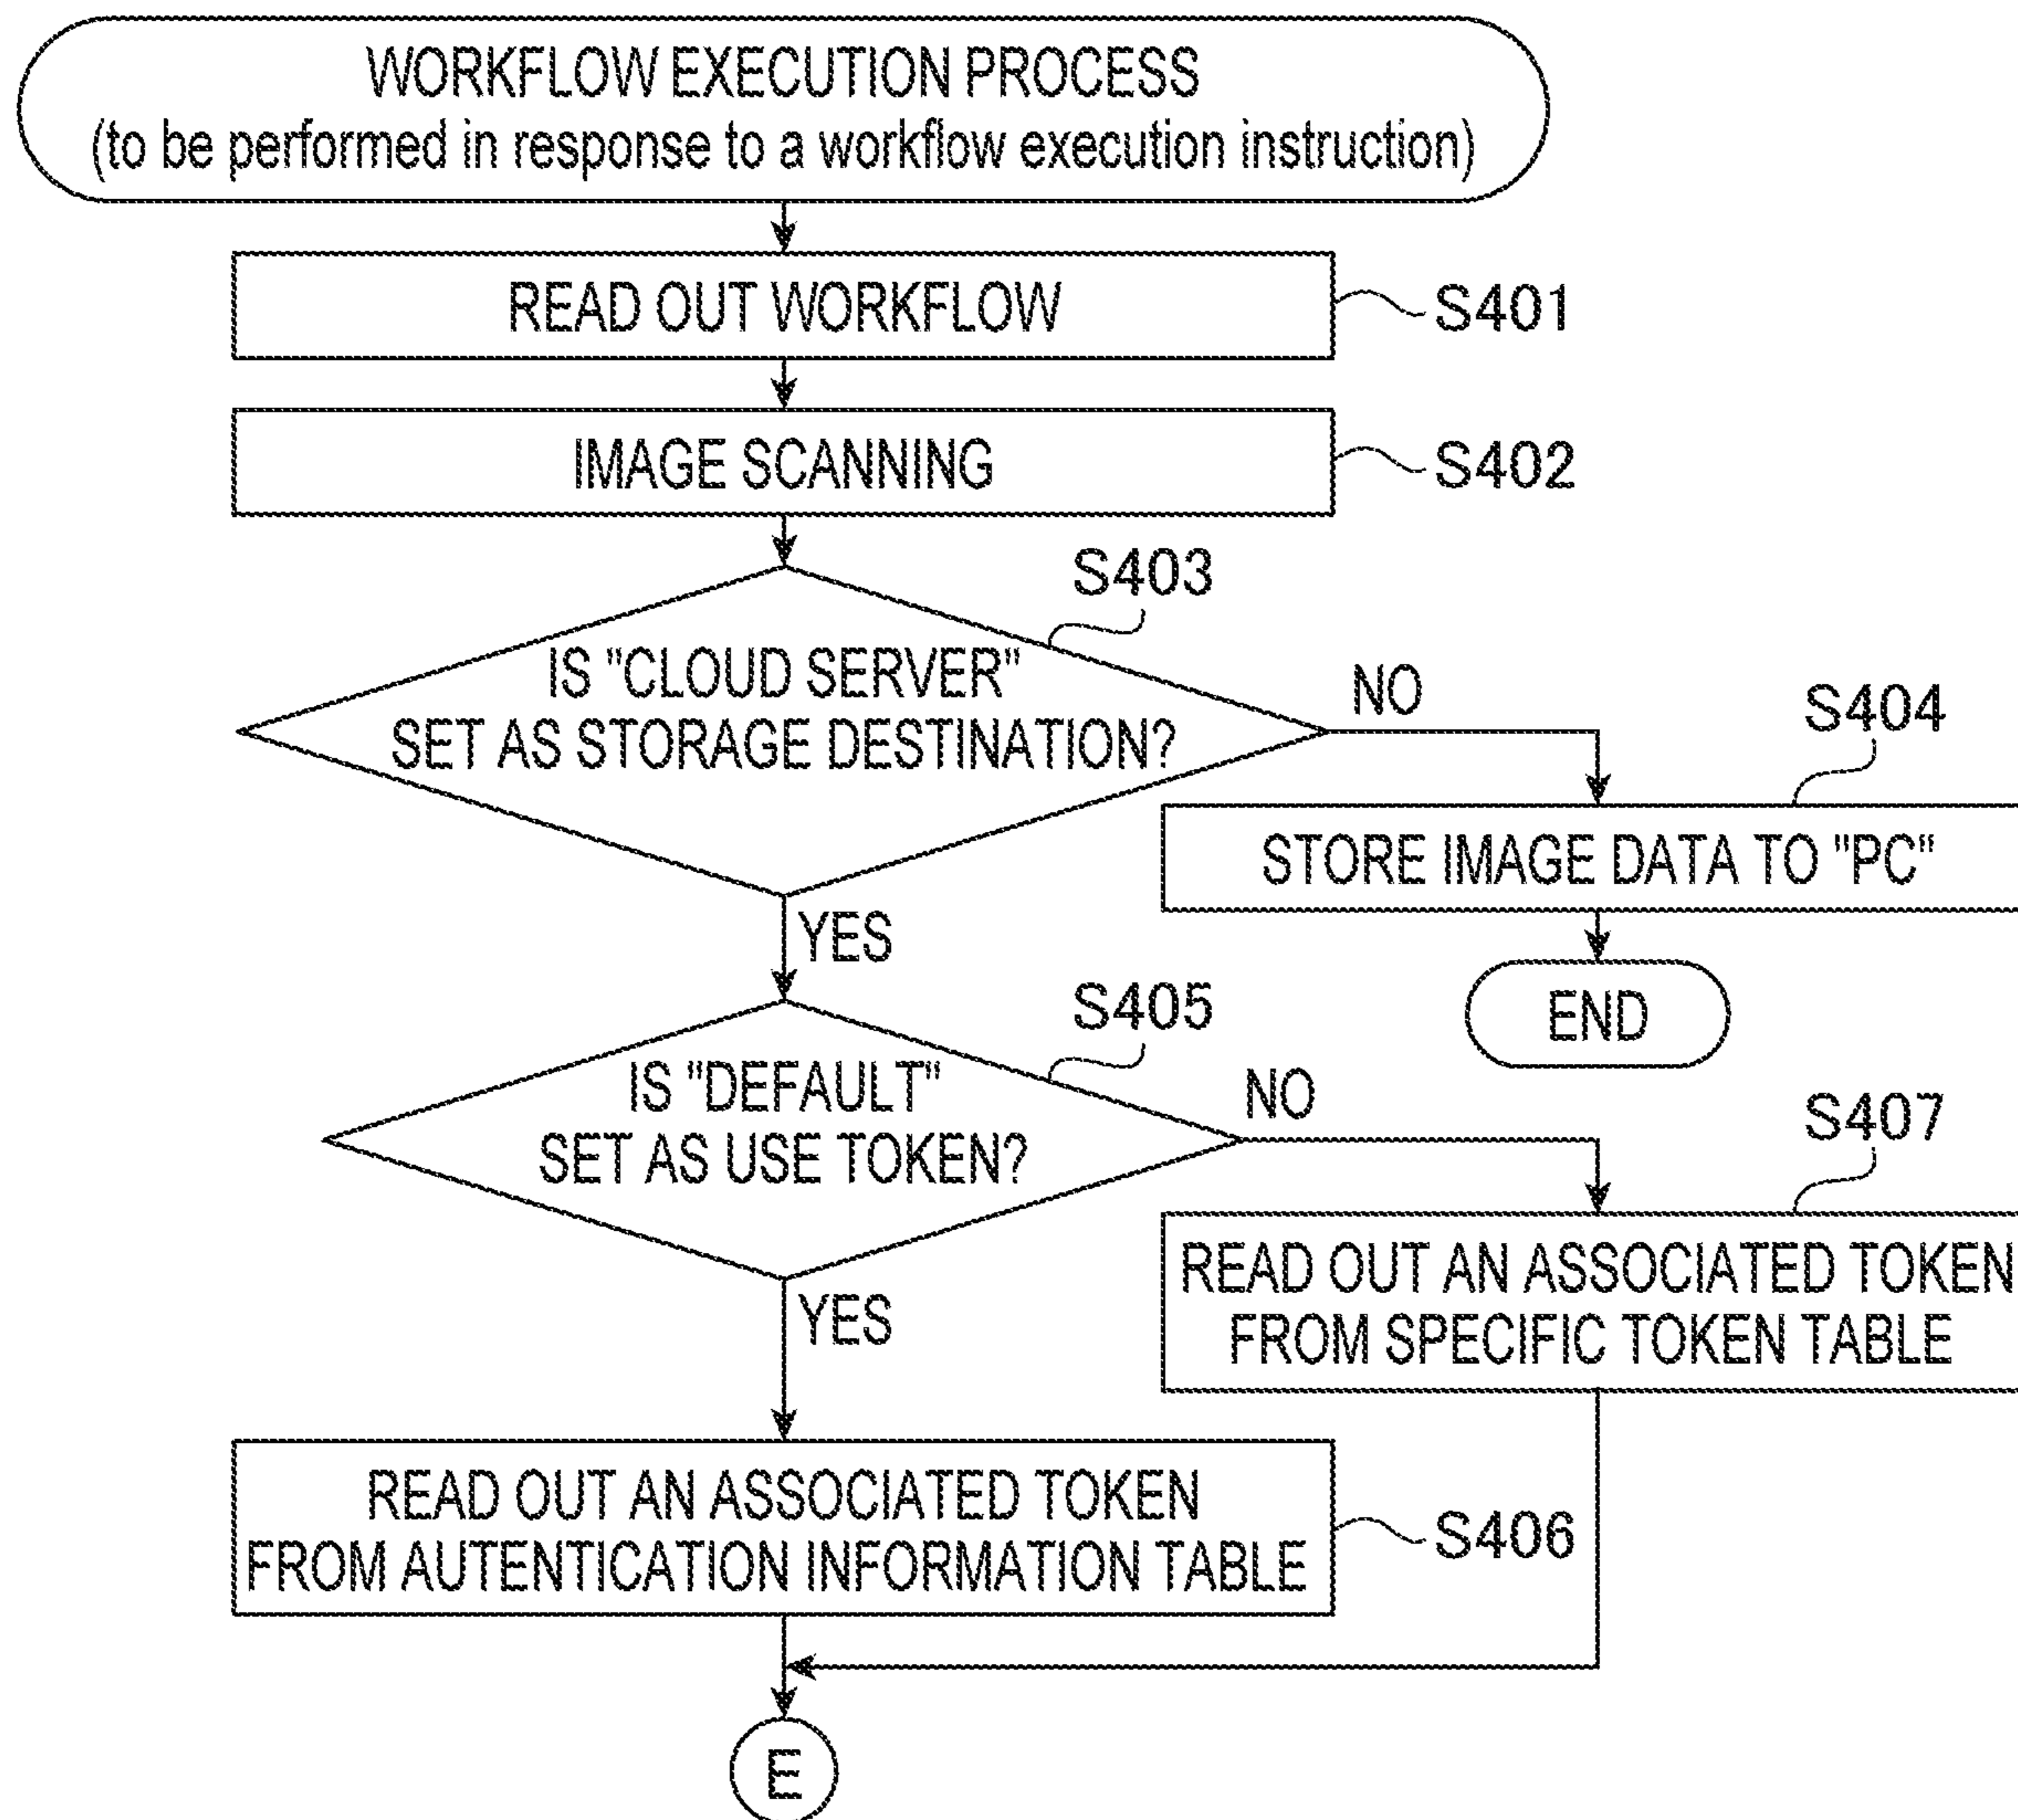 WORKFLOW EXECUTION PROCESS
(to be performed in response to a workflow execution instruction)
READ OUT WORKFLOW
S401
IMAGE SCANNING
S402
S403
IS "CLOUD SERVER"
SET AS STORAGE DESTINATION?
NO
S404
STORE IMAGE DATA TO "PC"
END
YES
S405
IS "DEFAULT"
SET AS USE TOKEN?
NO
S407
READ OUT AN ASSOCIATED TOKEN
FROM SPECIFIC TOKEN TABLE
YES
READ OUT AN ASSOCIATED TOKEN
FROM AUTENTICATION INFORMATION TABLE
S406
E